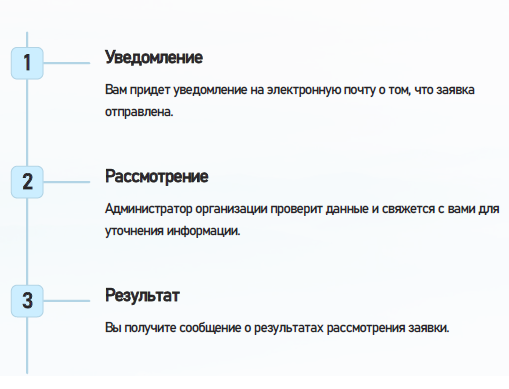 1
Уведомление
Вам придет уведомление на электронную почту о том, что заявка
отправлена.
2
Рассмотрение
Администратор организации проверит данные и свяжется с вами для
уточнения информации.
3
Результат
Вы получите сообщение о результатах рассмотрения заявки.